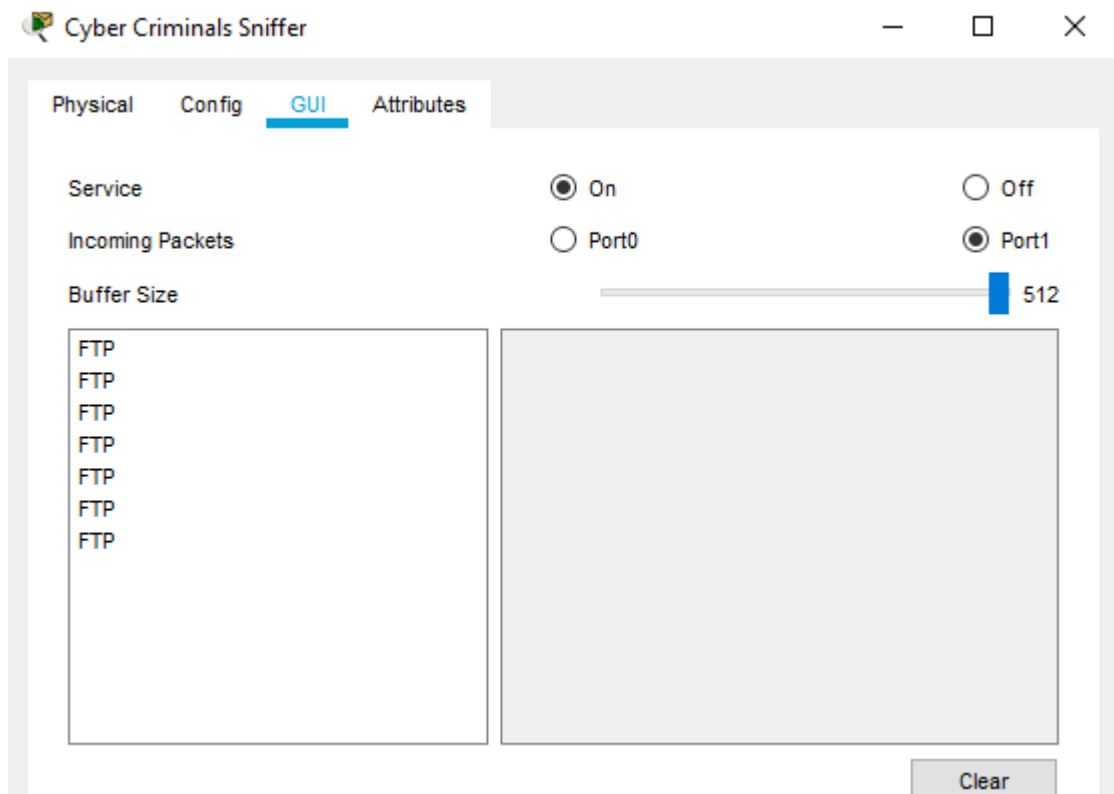 Cyber Criminals Sniffer
Physical Config GUI Attributes
Service On Off
Incoming Packets Port0 Port1
Buffer Size 512
FTP
FTP
FTP
FTP
FTP
FTP
FTP
Clear